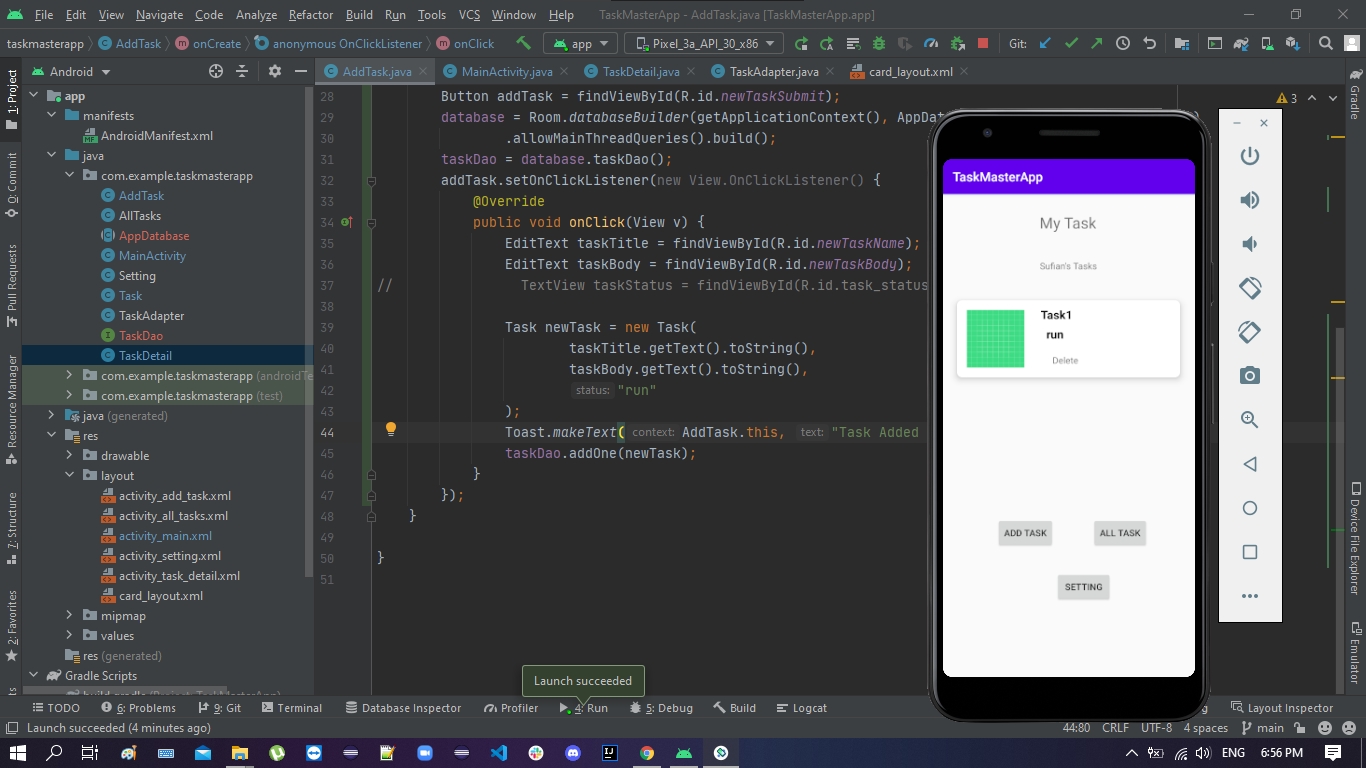 File Edit View Navigate Code Analyze Refactor Build Run Tools VCS Window Help TaskMasterApp - AddTask.java [TaskMasterApp.app]
taskmasterapp AddTask onCreate anonymous OnClickListener onClick app Pixel_3a_API_30_x86 Git:
Android
AddTask.java MainActivity.java TaskDetail.java TaskAdapter.java card_layout.xml
1: Project
0: Commit
Pull Requests
Resource Manager
7: Structure
2: Favorites
app
manifests
AndroidManifest.xml
java
com.example.taskmasterapp
AddTask
AllTasks
AppDatabase
MainActivity
Setting
Task
TaskAdapter
TaskDao
TaskDetail
com.example.taskmasterapp (androidTe
com.example.taskmasterapp (test)
java (generated)
res
drawable
layout
activity_add_task.xml
activity_all_tasks.xml
activity_main.xml
activity_setting.xml
activity_task_detail.xml
card_layout.xml
mipmap
values
res (generated)
Gradle Scripts
3
28 Button addTask = findViewById(R.id.newTaskSubmit);
29 database = Room.databaseBuilder(getApplicationContext(), AppDat
30 .allowMainThreadQueries().build();
31 taskDao = database.taskDao();
32 addTask.setOnClickListener(new View.OnClickListener() {
33 @Override
34 public void onClick(View v) {
35 EditText taskTitle = findViewById(R.id.newTaskName);
36 EditText taskBody = findViewById(R.id.newTaskBody);
37 // TextView taskStatus = findViewById(R.id.task_status
38
39 Task newTask = new Task(
40 taskTitle.getText().toString(),
41 taskBody.getText().toString(),
42 status: "run"
43 );
44 Toast.makeText( context: AddTask.this, text: "Task Added
45 taskDao.addOne(newTask);
46 }
47 });
48 }
49
50 }
51
TaskMasterApp
My Task
Sufian's Tasks
Task1
run
Delete
ADD TASK ALL TASK
SETTING
Gradle
Device File Explorer
Emulator
Launch succeeded
TODO 6: Problems 9: Git Terminal Database Inspector Profiler 4: Run 5: Debug Build Logcat Layout Inspector
Launch succeeded (4 minutes ago) 44:80 CRLF UTF-8 4 spaces main
ENG 6:56 PM